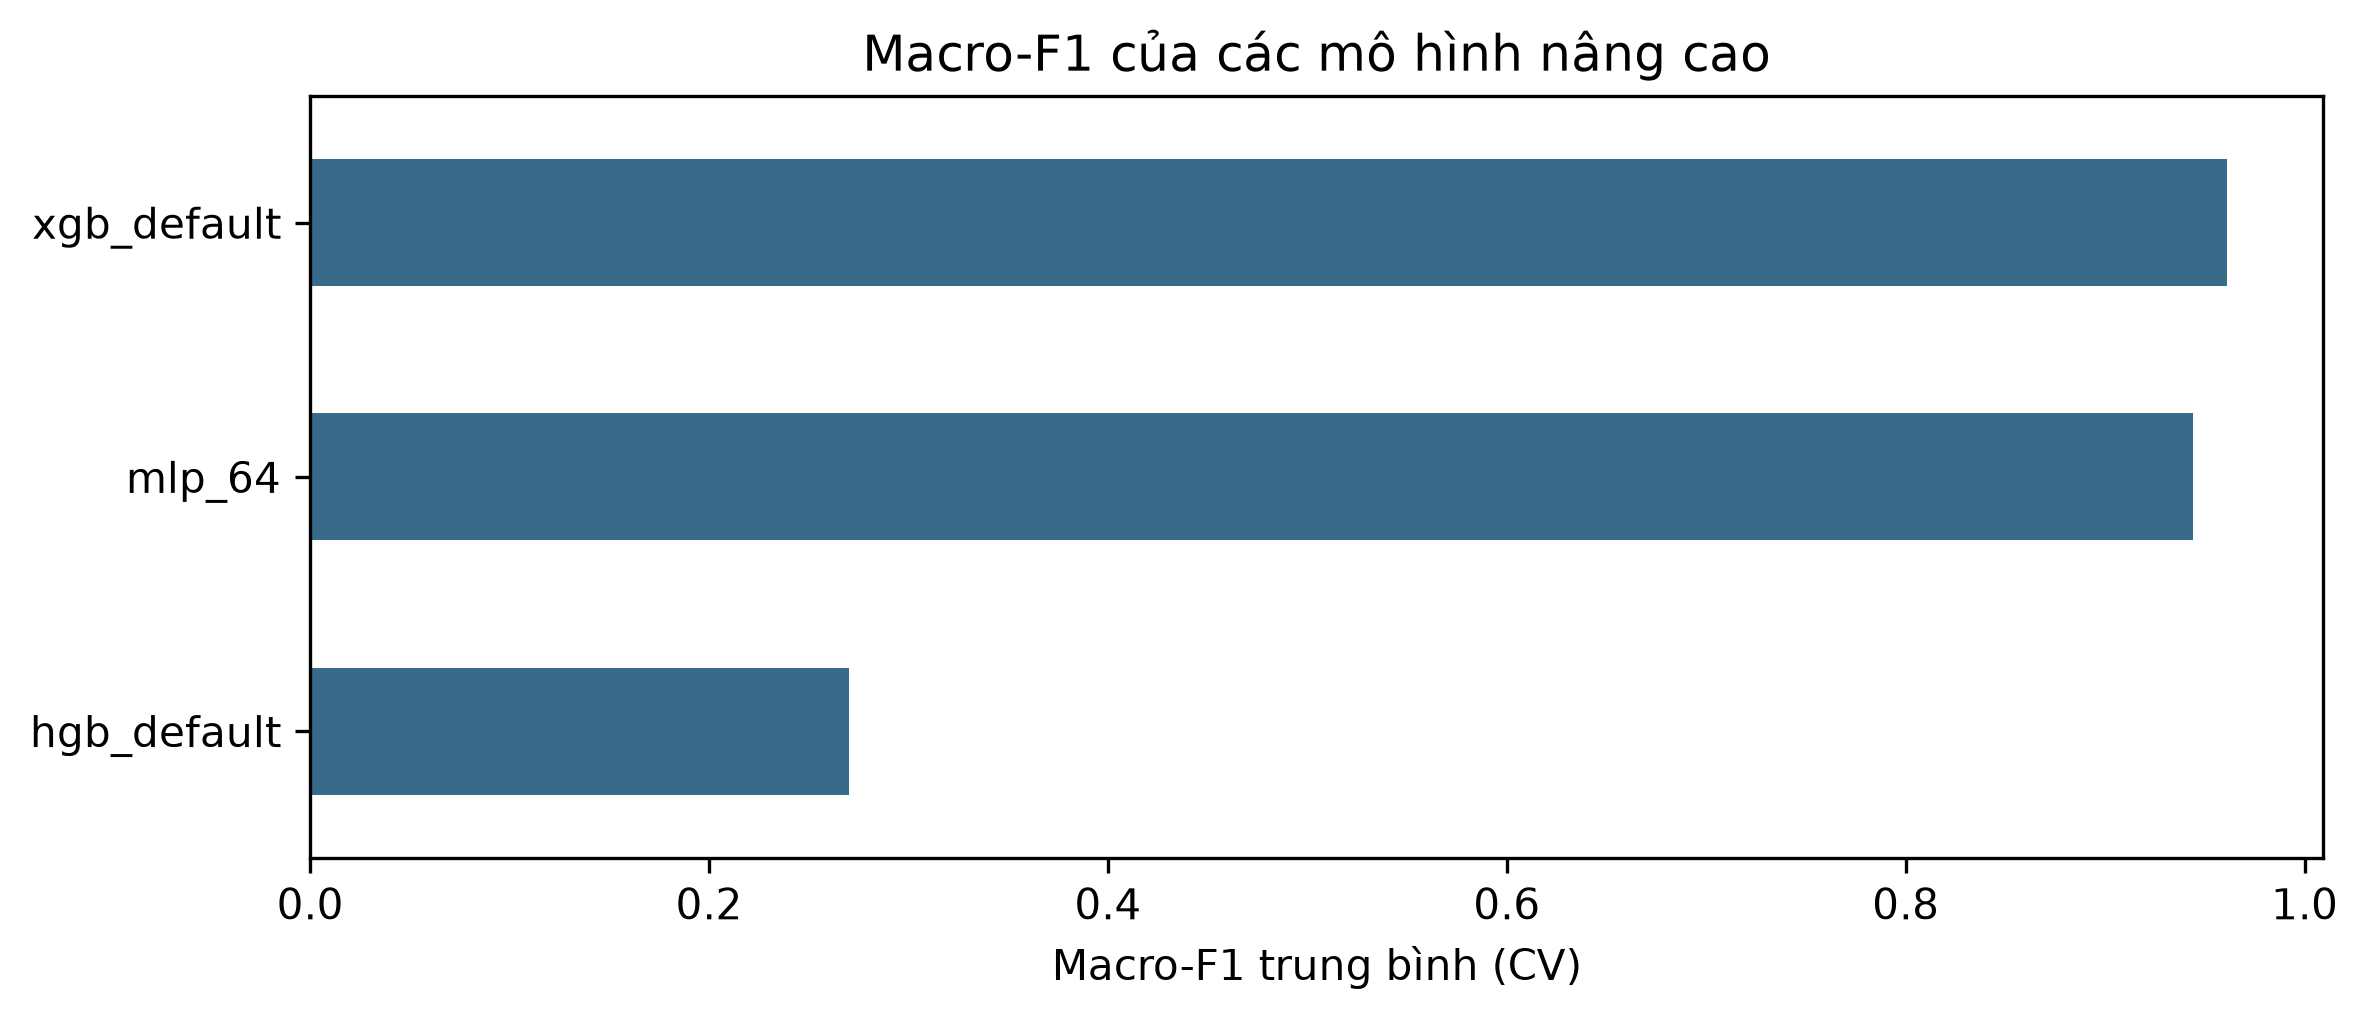 Macro-F1 của các mô hình nâng cao
xgb_default
mlp_64
hgb_default
0.0 0.2 0.4 0.6 0.8 1.0
Macro-F1 trung bình (CV)